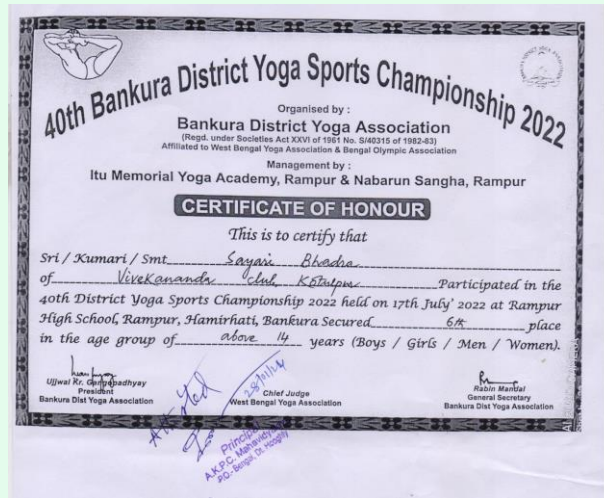 40th Bankura District Yoga Sports Championship 2022
Organised by :
Bankura District Yoga Association
(Regd. under Societies Act XXVI of 1961 No. S/40315 of 1982-83)
Affiliated to West Bengal Yoga Association & Bengal Olympic Association
Management by :
Itu Memorial Yoga Academy, Rampur & Nabarun Sangha, Rampur
CERTIFICATE OF HONOUR
This is to certify that
Sri / Kumari / Smt Sayari Bhadra
of Vivekananda club, Kotulpur Participated in the
40th District Yoga Sports Championship 2022 held on 17th July' 2022 at Rampur
High School, Rampur, Hamirhati, Bankura Secured 6th place
in the age group of above 14 years (Boys / Girls / Men / Women).
Ujjwal Kr. Gangopadhyay
President
Bankura Dist Yoga Association
Chief Judge
West Bengal Yoga Association
Rabin Mandal
General Secretary
Bankura Dist Yoga Association
Principal
A.K.P.C. Mahavidyalaya
P.O.- Bengai, Dt. Hooghly